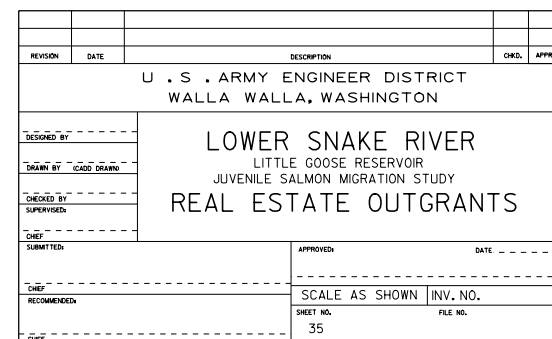 REVISION DATE DESCRIPTION CHKD. APPR
U . S . ARMY ENGINEER DISTRICT
WALLA WALLA, WASHINGTON
DESIGNED BY
DRAWN BY (CADD DRAWN)
CHECKED BY
SUPERVISED:
CHIEF
LOWER SNAKE RIVER
LITTLE GOOSE RESERVOIR
JUVENILE SALMON MIGRATION STUDY
REAL ESTATE OUTGRANTS
SUBMITTED:
CHIEF
APPROVED: DATE
RECOMMENDED:
CHIEF
SCALE AS SHOWN INV. NO.
SHEET NO. FILE NO.
35